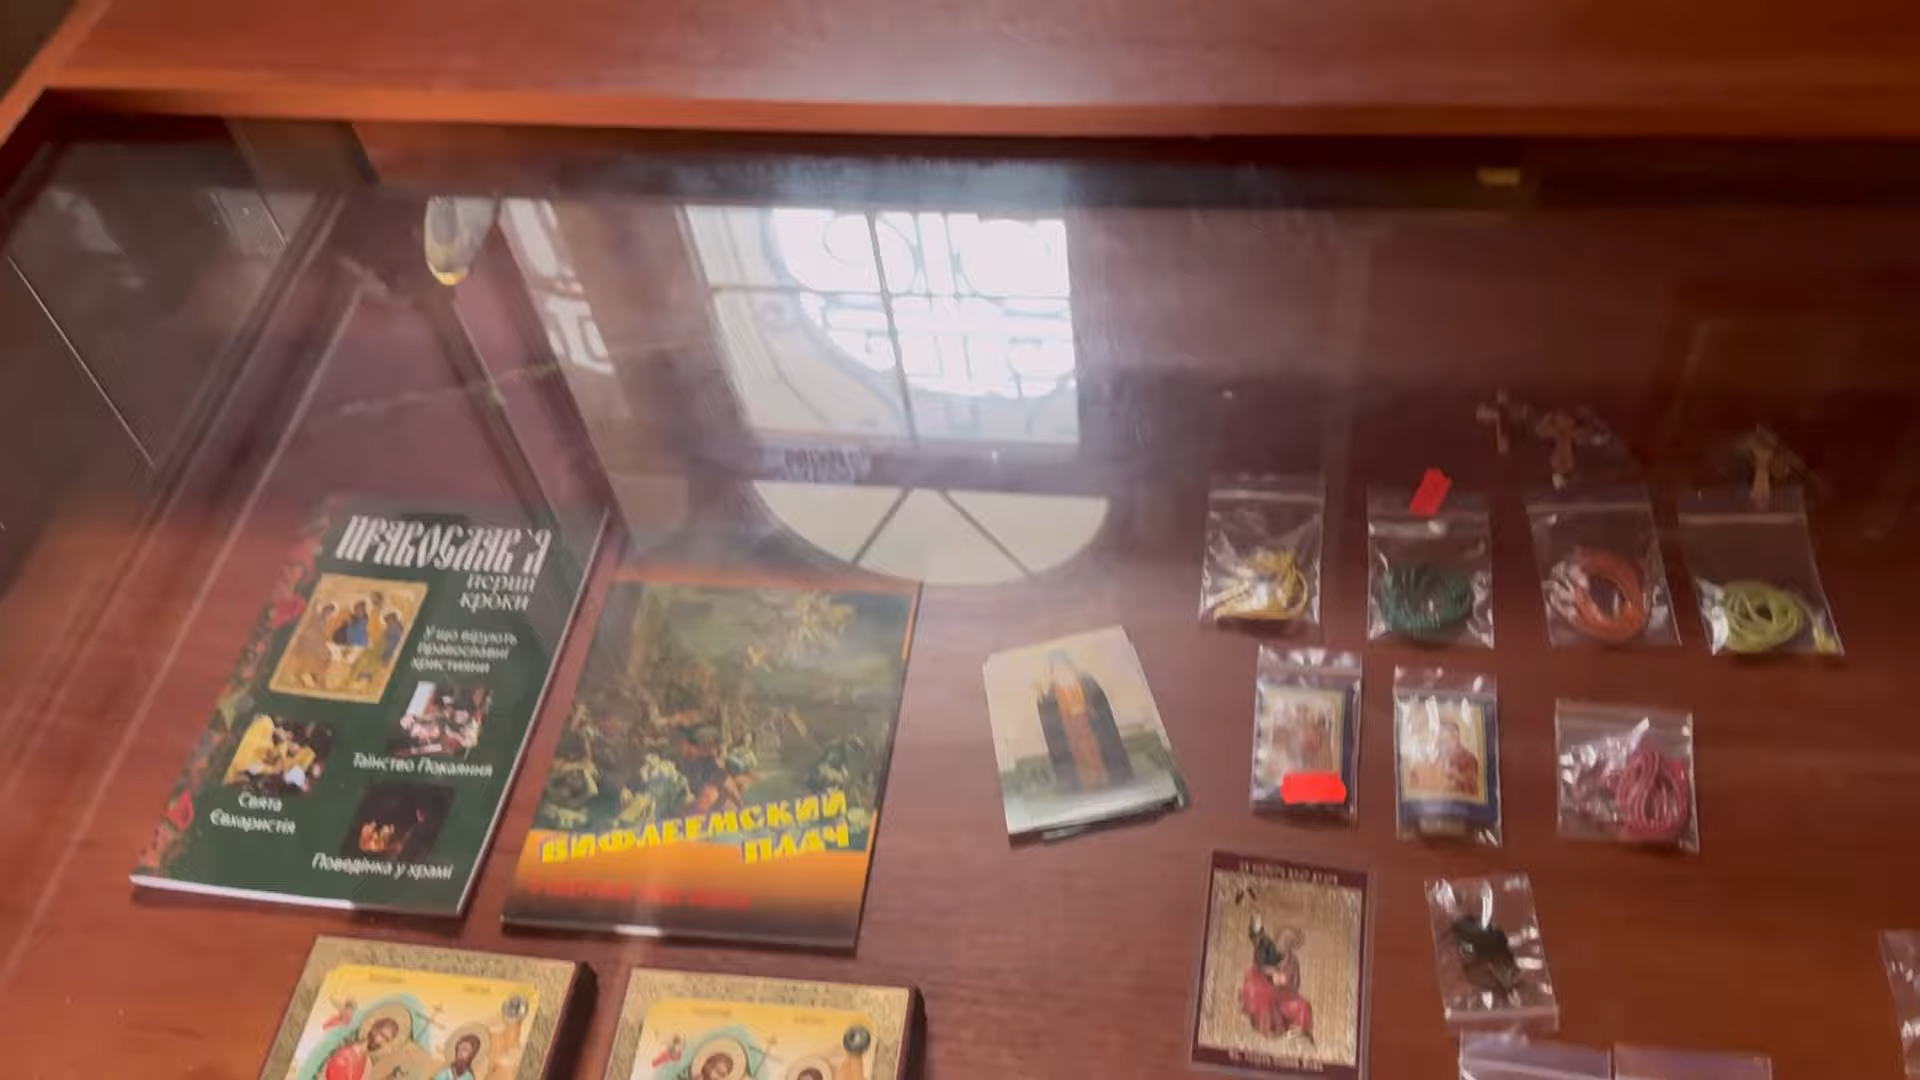 ПРАВОСЛАВ'Я
перші
кроки
У що вірують
православні
християни
Таїнство Покаяння
Свята
Євхаристія
Поведінка у храмі
ВИФЛЕЕМСКИЙ
ПЛАЧ